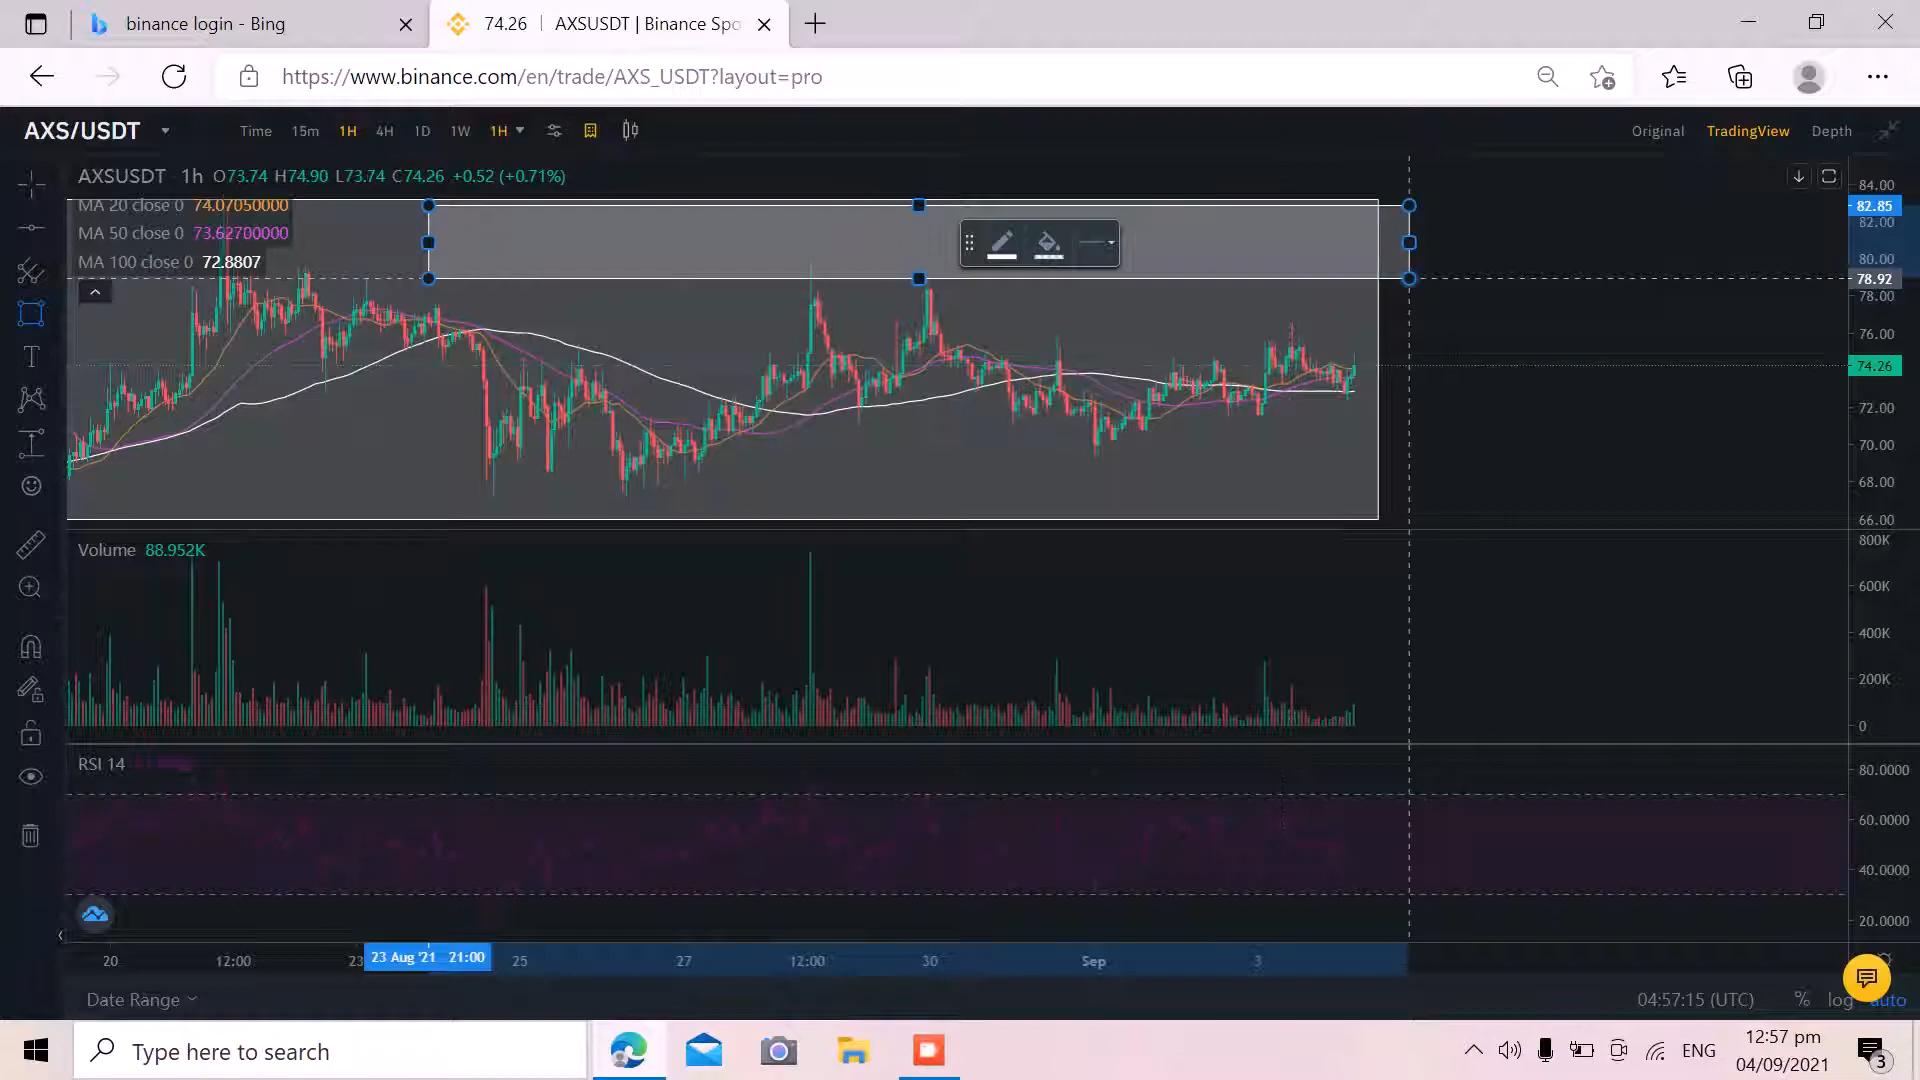 binance login - Bing
74.26 | AXSUSDT | Binance Spo
https://www.binance.com/en/trade/AXS_USDT?layout=pro
AXS/USDT Time 15m 1H 4H 1D 1W 1H Original TradingView Depth
AXSUSDT 1h O73.74 H74.90 L73.74 C74.26 +0.52 (+0.71%)
MA 20 close 0 74.07050000
MA 50 close 0 73.62700000
MA 100 close 0 72.8807
84.00
82.85
82.00
80.00
78.92
78.00
76.00
74.26
72.00
70.00
68.00
66.00
Volume 88.952K
800K
600K
400K
200K
0
RSI 14
80.0000
60.0000
40.0000
20.0000
20 12:00 23 23 Aug '21 21:00 25 27 12:00 30 Sep 3
Date Range 04:57:15 (UTC) % log auto
Type here to search
ENG
12:57 pm
04/09/2021
3